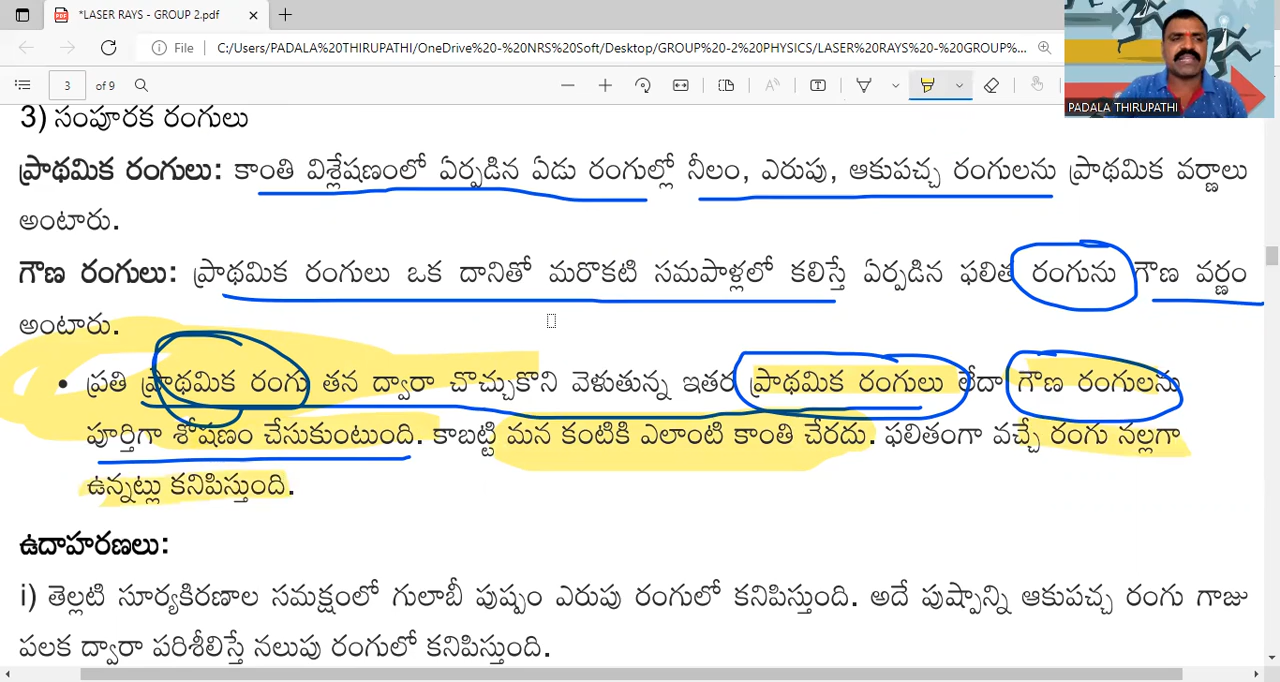 *LASER RAYS - GROUP 2.pdf
File C:/Users/PADALA%20THIRUPATHI/OneDrive%20-%20NRS%20Soft/Desktop/GROUP%20-2%20PHYSICS/LASER%20RAYS%20-%20GROUP%...
3 of 9
PADALA THIRUPATHI
3) సంపూరక రంగులు
ప్రాథమిక రంగులు: కాంతి విశ్లేషణంలో ఏర్పడిన ఏడు రంగుల్లో నీలం, ఎరుపు, ఆకుపచ్చ రంగులను ప్రాథమిక వర్ణాలు
అంటారు.
గౌణ రంగులు: ప్రాథమిక రంగులు ఒక దానితో మరొకటి సమపాళ్లలో కలిస్తే ఏర్పడిన ఫలిత రంగును గౌణ వర్ణం
అంటారు.
• ప్రతి ప్రాథమిక రంగు తన ద్వారా చొచ్చుకొని వెళుతున్న ఇతర ప్రాథమిక రంగులు లేదా గౌణ రంగులను
పూర్తిగా శోషణం చేసుకుంటుంది. కాబట్టి మన కంటికి ఎలాంటి కాంతి చేరదు. ఫలితంగా వచ్చే రంగు నల్లగా
ఉన్నట్లు కనిపిస్తుంది.
ఉదాహరణలు:
i) తెల్లటి సూర్యకిరణాల సమక్షంలో గులాబీ పుష్పం ఎరుపు రంగులో కనిపిస్తుంది. అదే పుష్పాన్ని ఆకుపచ్చ రంగు గాజు
పలక ద్వారా పరిశీలిస్తే నలుపు రంగులో కనిపిస్తుంది.